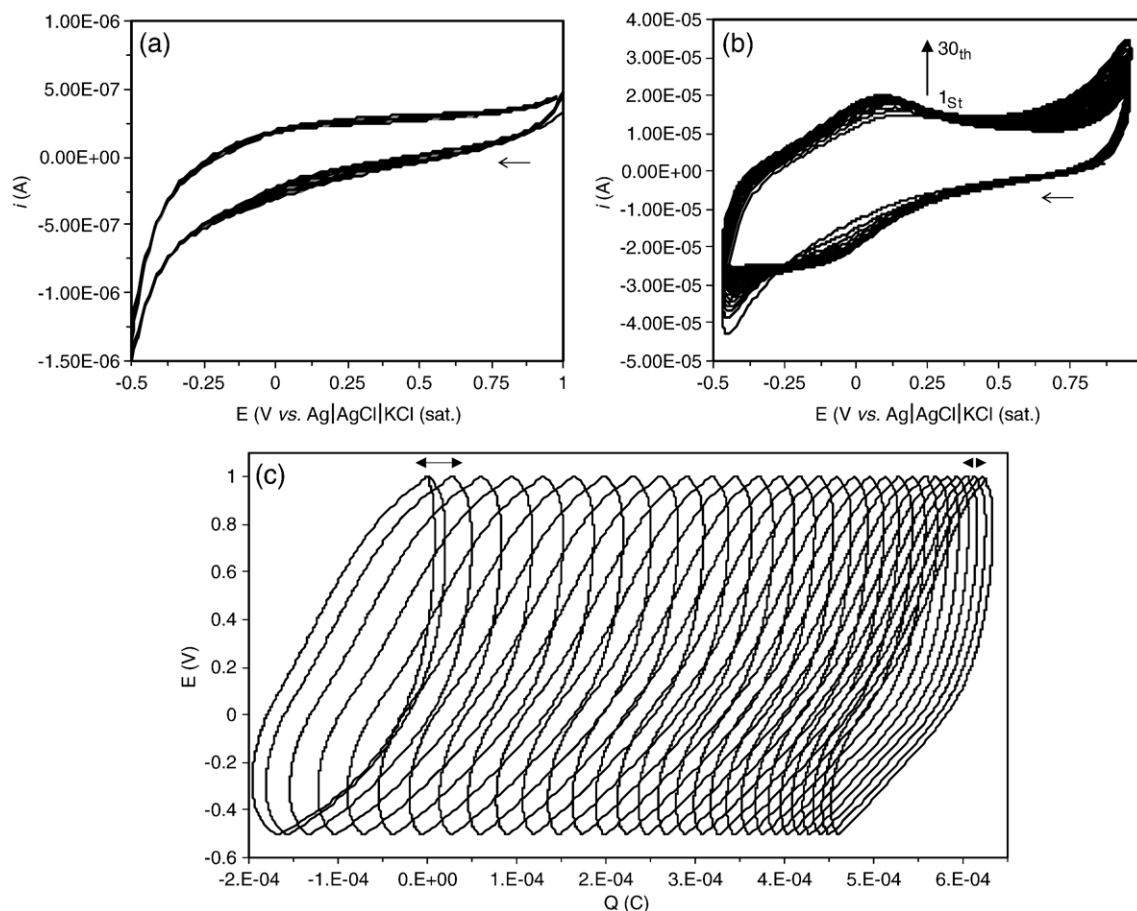 (a)
1.00E-06
5.00E-07
0.00E+00
-5.00E-07
-1.00E-06
-1.50E-06
i (A)
-0.5 -0.25 0 0.25 0.5 0.75 1
E (V vs. Ag|AgCl|KCl (sat.)
(b)
4.00E-05
3.00E-05
2.00E-05
1.00E-05
0.00E+00
-1.00E-05
-2.00E-05
-3.00E-05
-4.00E-05
-5.00E-05
i (A)
30th
1St
-0.5 -0.25 0 0.25 0.5 0.75
E (V vs. Ag|AgCl|KCl (sat.)
(c)
1
0.8
0.6
0.4
0.2
0
-0.2
-0.4
-0.6
E (V)
-2.E-04 -1.E-04 0.E+00 1.E-04 2.E-04 3.E-04 4.E-04 5.E-04 6.E-04
Q (C)